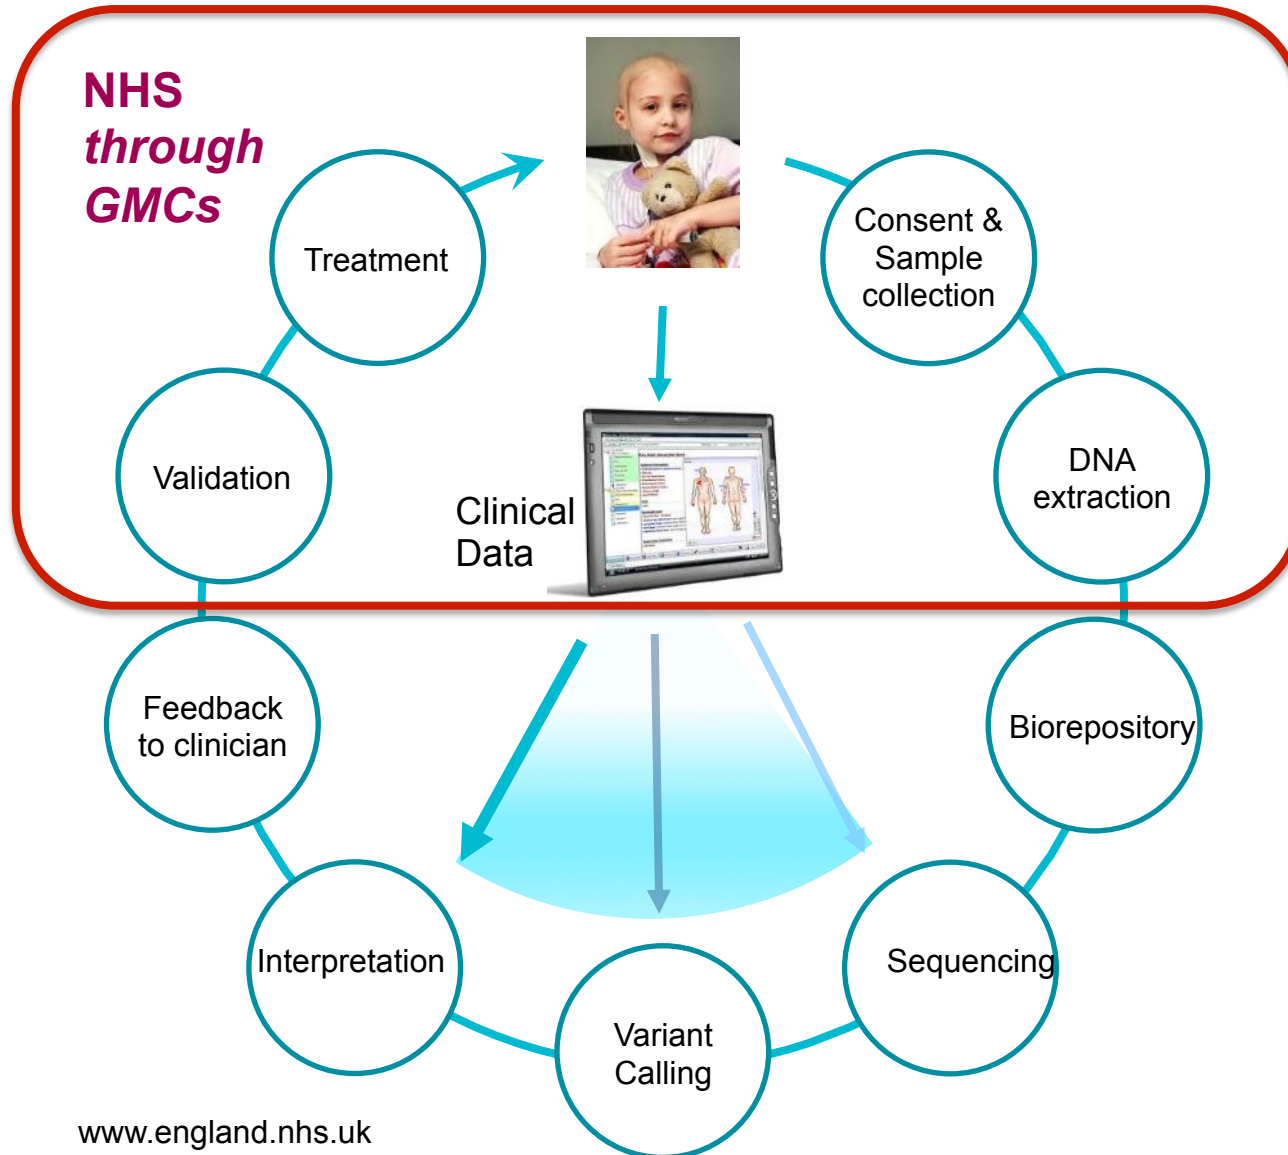 NHS
through
GMCs
Treatment
Consent &
Sample
collection
Validation
Clinical
Data
DNA
extraction
Feedback
to clinician
Biorepository
Interpretation
Sequencing
Variant
Calling
www.england.nhs.uk